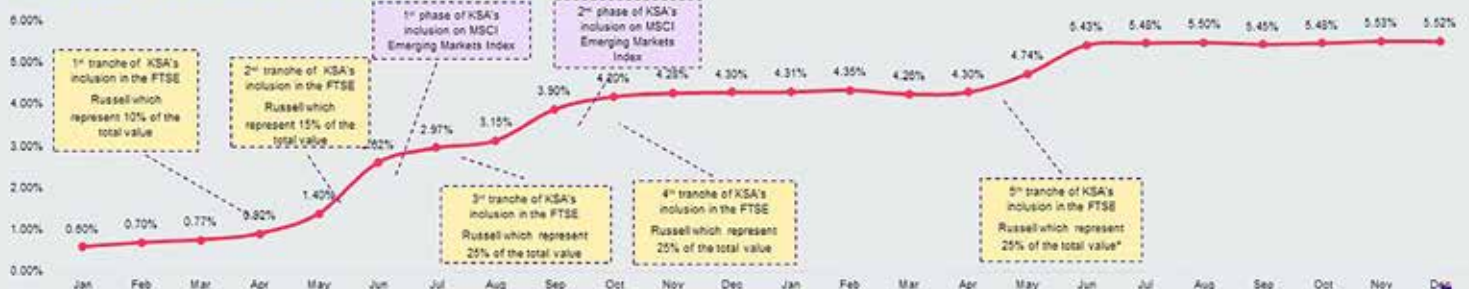 6.00%
5.00%
4.00%
3.00%
2.00%
1.00%
0.00%
1st tranche of KSA's
inclusion in the FTSE
Russell which
represent 10% of the
total value
2nd tranche of KSA's
inclusion in the FTSE
Russell which
represent 15% of the
total value
1st phase of KSA's
inclusion on MSCI
Emerging Markets Index
2nd phase of KSA's
inclusion on MSCI
Emerging Markets
Index
3rd tranche of KSA's
inclusion in the FTSE
Russell which represent
25% of the total value
4th tranche of KSA's
inclusion in the FTSE
Russell which represent
25% of the total value
5th tranche of KSA's
inclusion in the FTSE
Russell which represent
25% of the total value*
0.60% 0.70% 0.77% 0.92% 1.40% .62% 2.97% 3.15% 3.90% 4.20% 4.28% 4.30% 4.31% 4.35% 4.26% 4.30% 4.74% 5.43% 5.48% 5.50% 5.45% 5.48% 5.53% 5.52%
Jan Feb Mar Apr May Jun Jul Aug Sep Oct Nov Dec Jan Feb Mar Apr May Jun Jul Aug Sep Oct Nov Dec